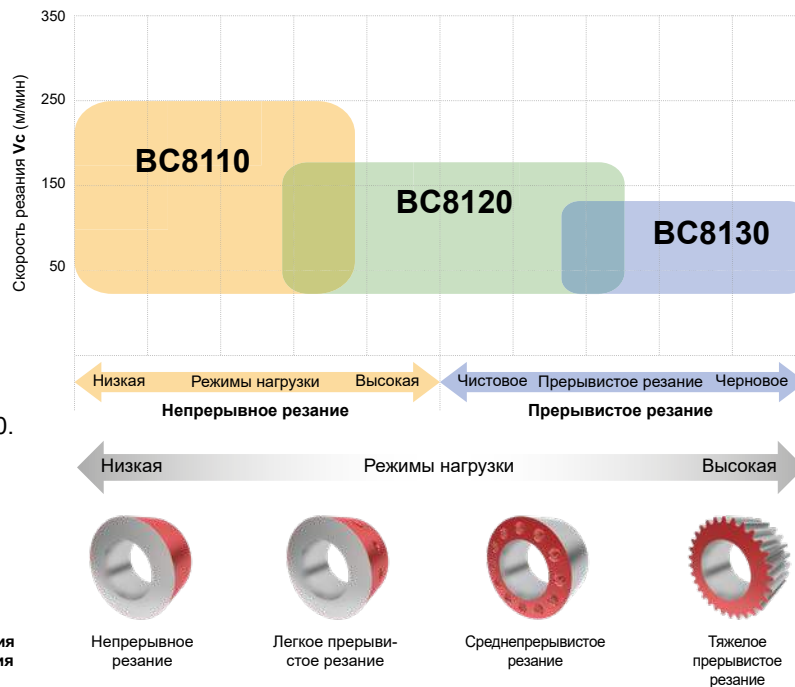 350
250
150
50
Скорость резания Vc (м/мин)
BC8110
BC8120
BC8130
Низкая Режимы нагрузки Высокая Чистовое Прерывистое резание Черновое
Непрерывное резание Прерывистое резание
0.
Низкая Режимы нагрузки Высокая
ия
ия
Непрерывное
резание
Легкое прерыви-
стое резание
Среднепрерывистое
резание
Тяжелое
прерывистое
резание